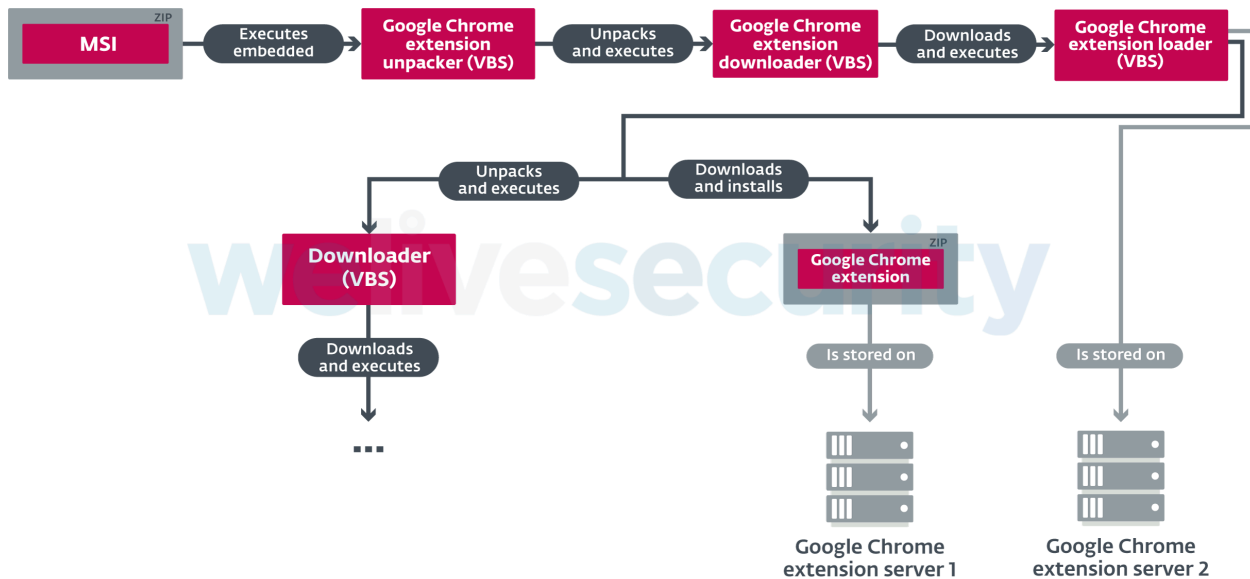 ZIP
MSI
Executes
embedded
Google Chrome
extension
unpacker (VBS)
Unpacks
and executes
Google Chrome
extension
downloader (VBS)
Downloads
and executes
Google Chrome
extension loader
(VBS)
Unpacks
and executes
Downloads
and installs
welivesecurity
Downloader
(VBS)
ZIP
Google Chrome
extension
Downloads
and executes
Is stored on
Is stored on
...
Google Chrome
extension server 1
Google Chrome
extension server 2